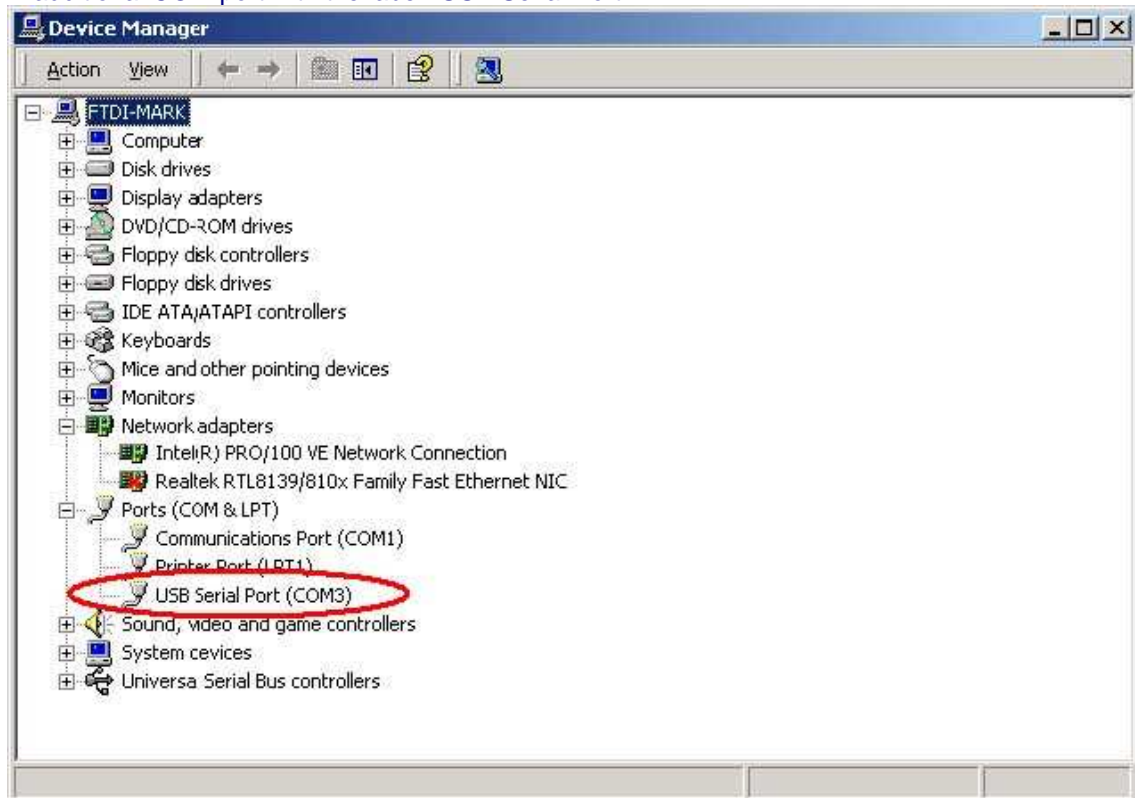 Device Manager
Action View
FTDI-MARK
Computer
Disk drives
Display adapters
DVD/CD-ROM drives
Floppy disk controllers
Floppy disk drives
IDE ATA/ATAPI controllers
Keyboards
Mice and other pointing devices
Monitors
Network adapters
Intel(R) PRO/100 VE Network Connection
Realtek RTL8139/810x Family Fast Ethernet NIC
Ports (COM & LPT)
Communications Port (COM1)
Printer Port (LPT1)
USB Serial Port (COM3)
Sound, video and game controllers
System cevices
Universa Serial Bus controllers